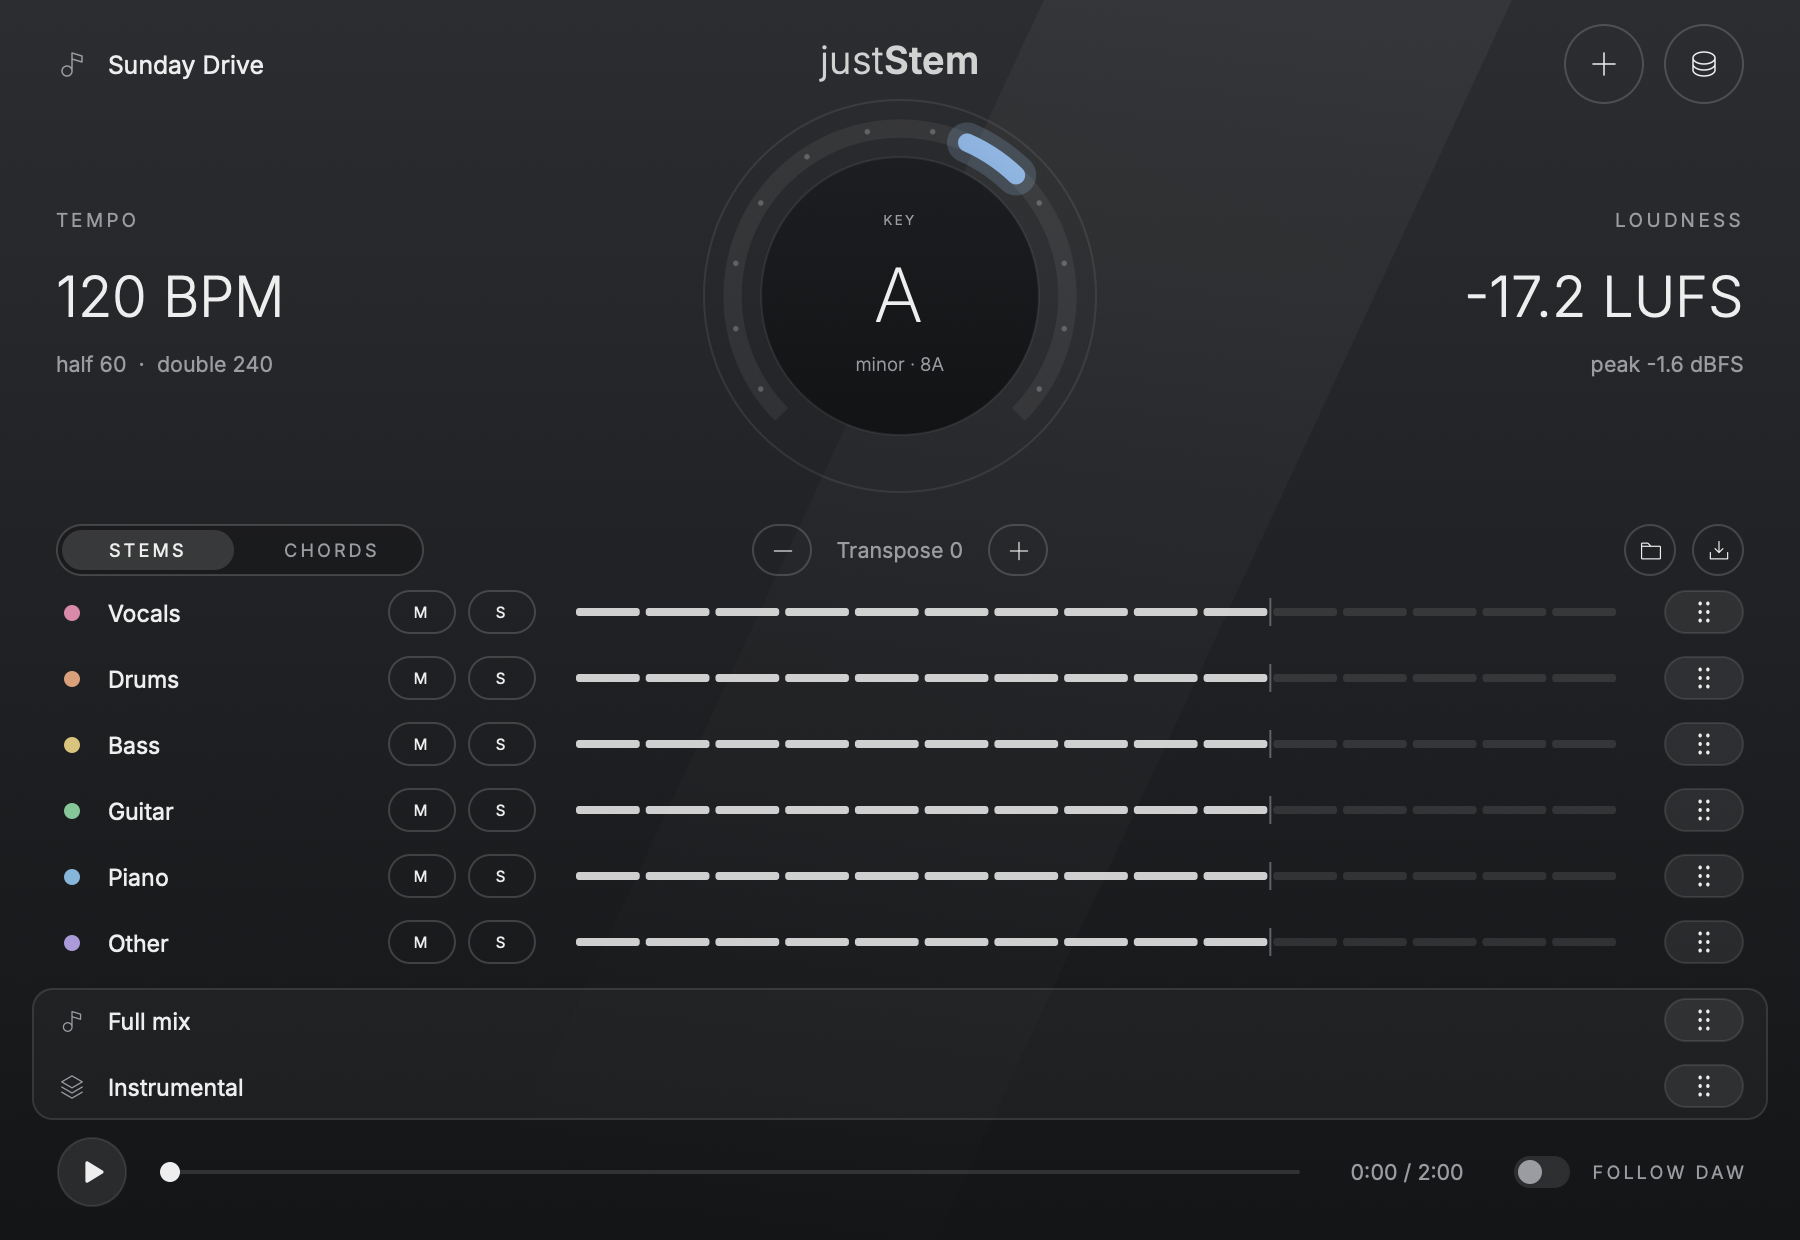 Sunday Drive
justStem
TEMPO
120 BPM
half 60 · double 240
KEY
A
minor · 8A
LOUDNESS
-17.2 LUFS
peak -1.6 dBFS
STEMS CHORDS
Transpose 0
Vocals M S
Drums M S
Bass M S
Guitar M S
Piano M S
Other M S
Full mix
Instrumental
0:00 / 2:00 FOLLOW DAW